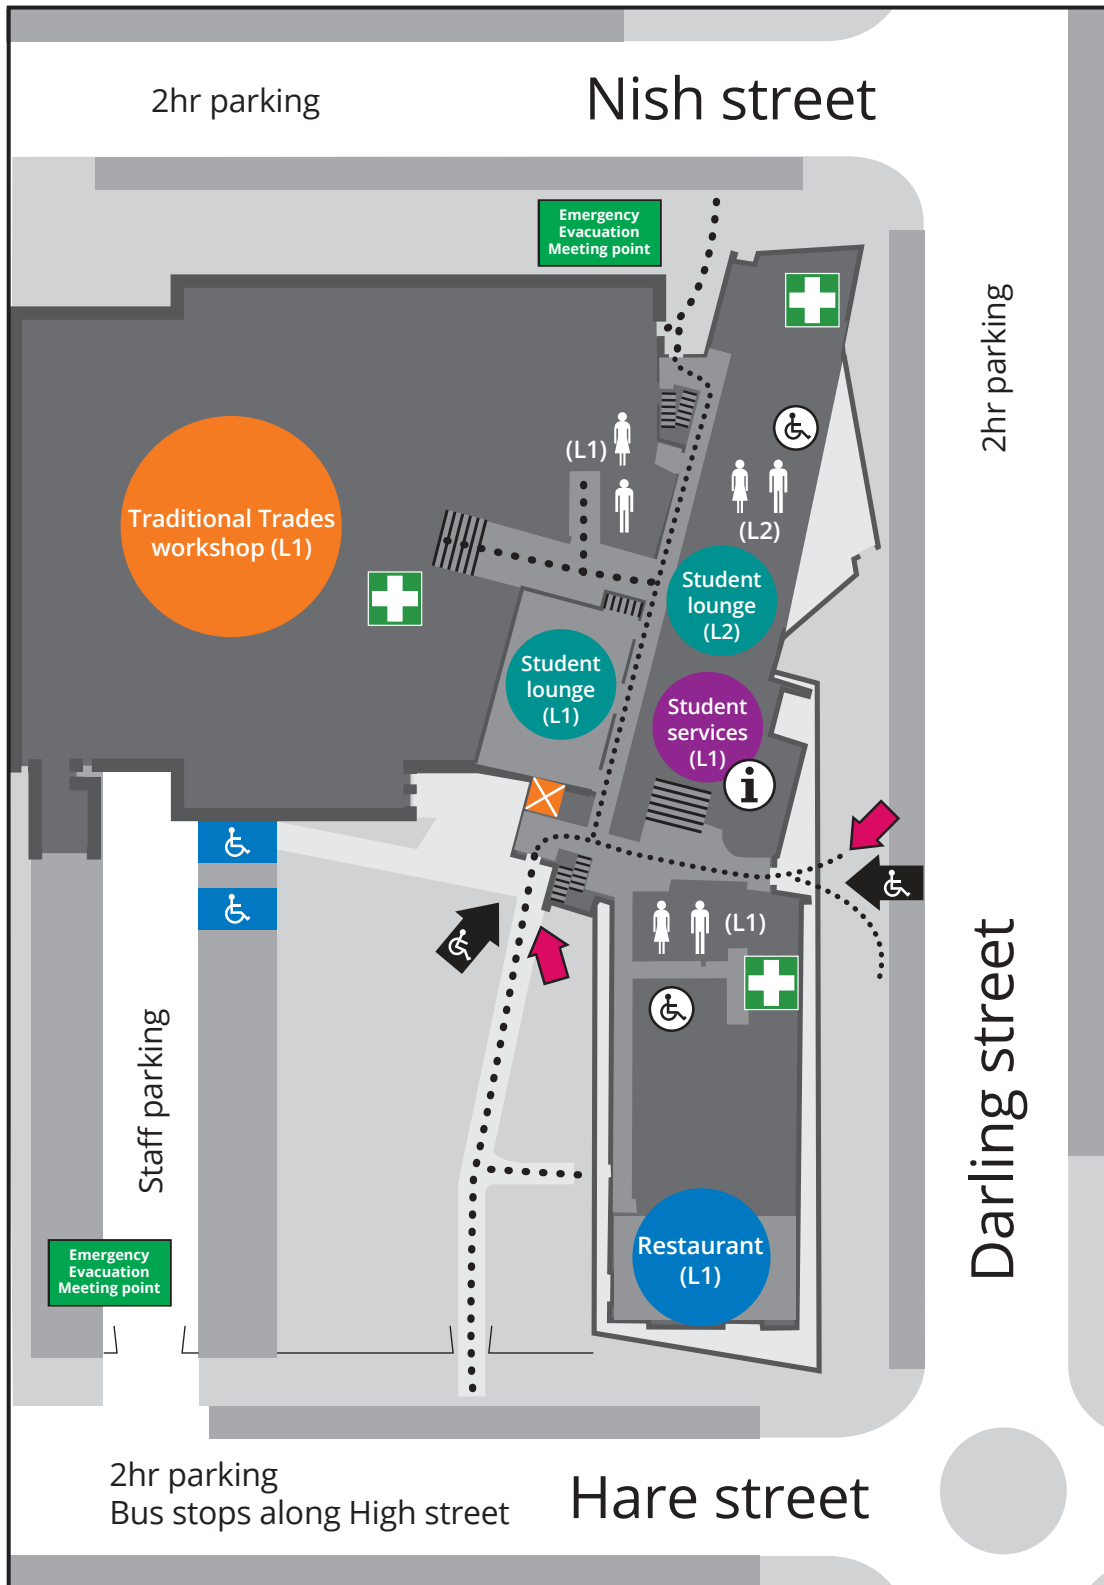 2hr parking
Nish street
Emergency
Evacuation
Meeting point
2hr parking
(L1)
Traditional Trades
workshop (L1)
(L2)
Student
lounge
(L2)
Student
lounge
(L1)
Student
services
(L1)
i
(L1)
Staff parking
Darling street
Restaurant
(L1)
Emergency
Evacuation
Meeting point
2hr parking
Bus stops along High street
Hare street